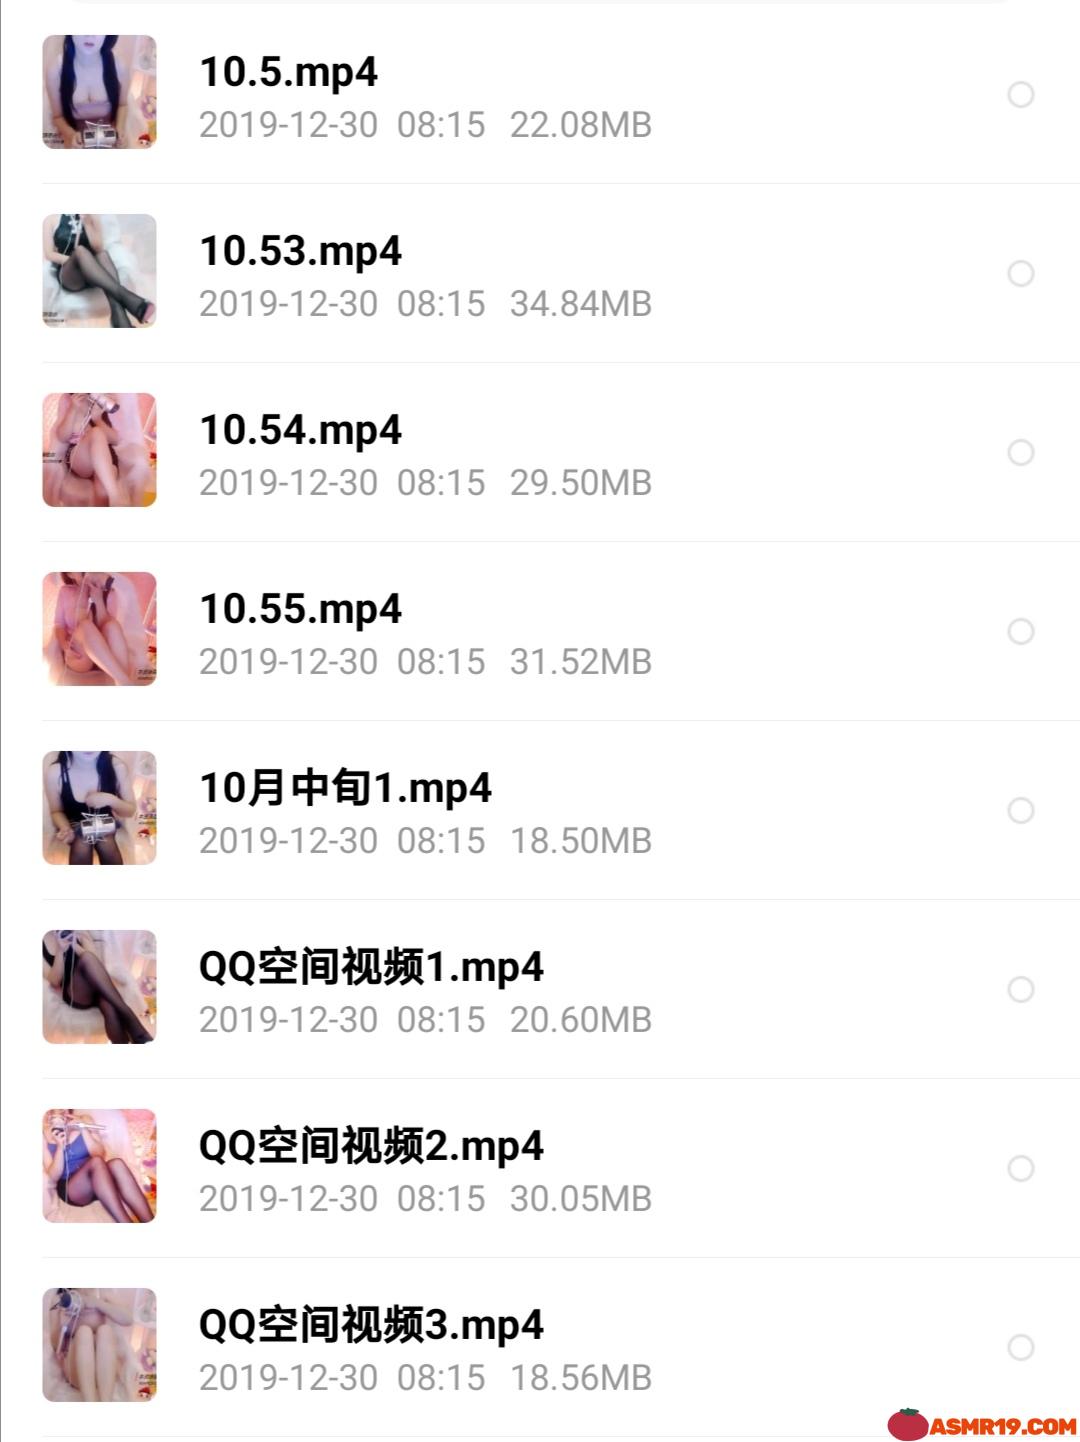 10.5.mp4
2019-12-30 08:15 22.08MB
10.53.mp4
2019-12-30 08:15 34.84MB
10.54.mp4
2019-12-30 08:15 29.50MB
10.55.mp4
2019-12-30 08:15 31.52MB
10月中旬1.mp4
2019-12-30 08:15 18.50MB
QQ空间视频1.mp4
2019-12-30 08:15 20.60MB
QQ空间视频2.mp4
2019-12-30 08:15 30.05MB
QQ空间视频3.mp4
2019-12-30 08:15 18.56MB
ASMR19.COM